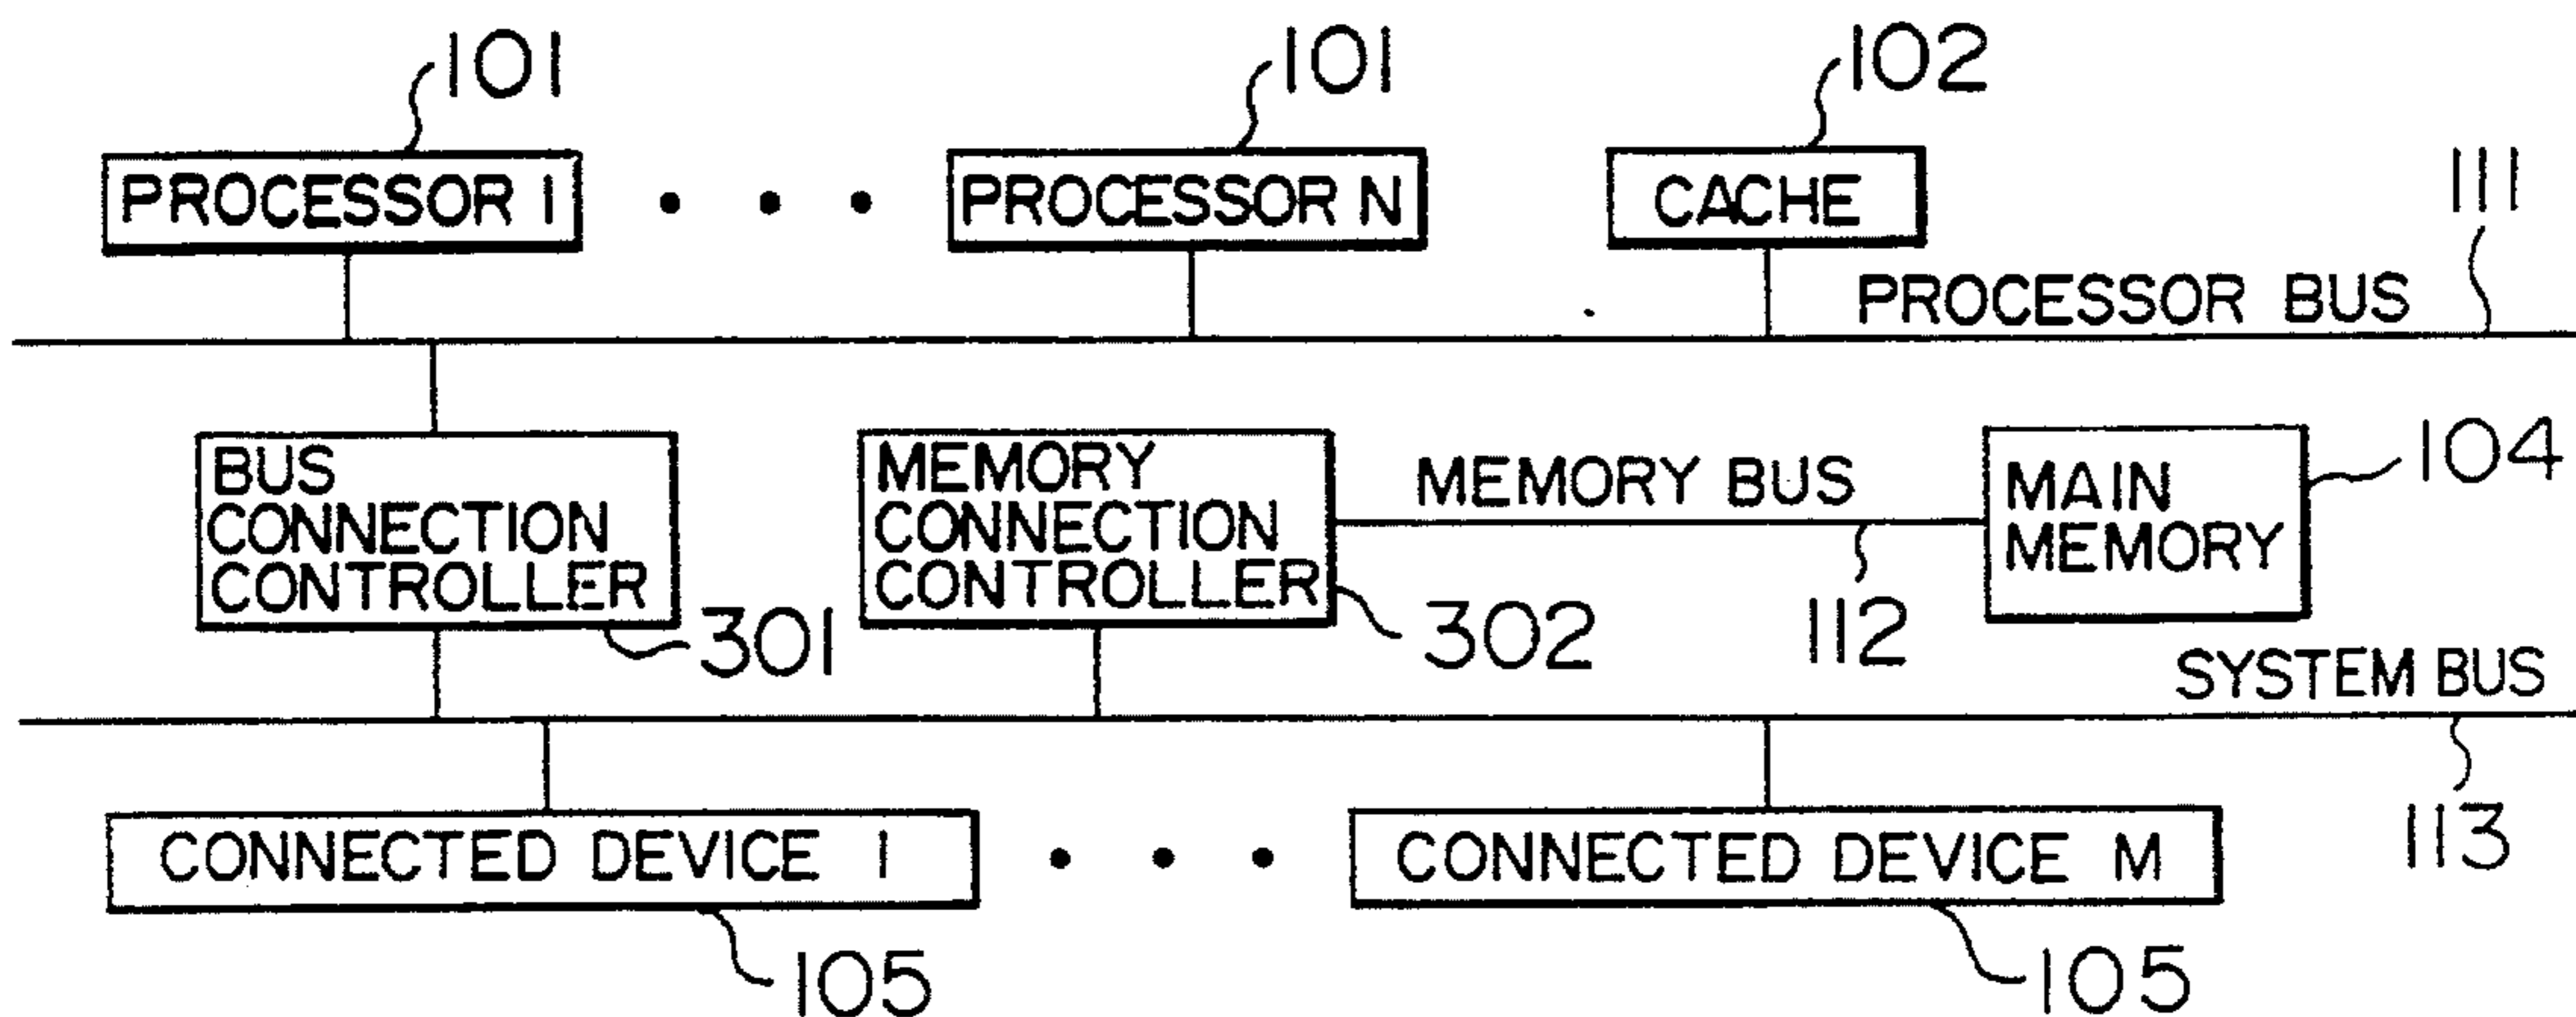 101
101
102
PROCESSOR 1
PROCESSOR N
CACHE
111
PROCESSOR BUS
BUS
CONNECTION
CONTROLLER
301
MEMORY
CONNECTION
CONTROLLER
302
MEMORY BUS
112
MAIN
MEMORY
104
SYSTEM BUS
113
CONNECTED DEVICE 1
CONNECTED DEVICE M
105
105